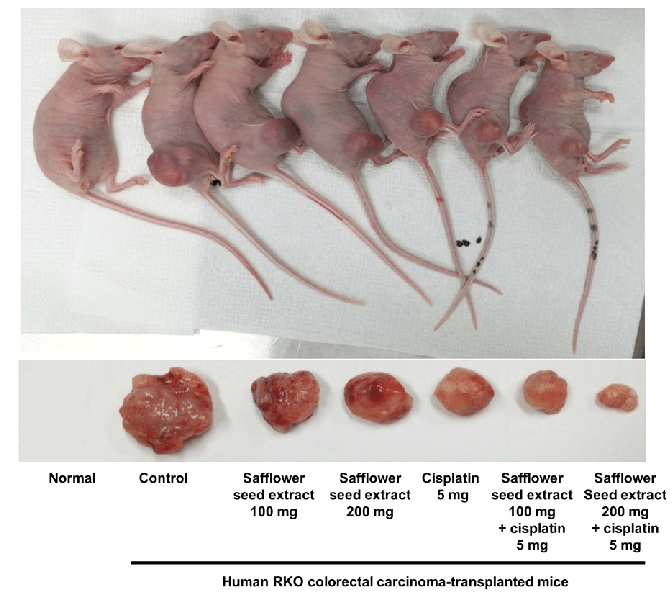 Normal
Control
Safflower
seed extract
100 mg
Safflower
seed extract
200 mg
Cisplatin
5 mg
Safflower
seed extract
100 mg
+ cisplatin
5 mg
Safflower
Seed extract
200 mg
+ cisplatin
5 mg
Human RKO colorectal carcinoma-transplanted mice